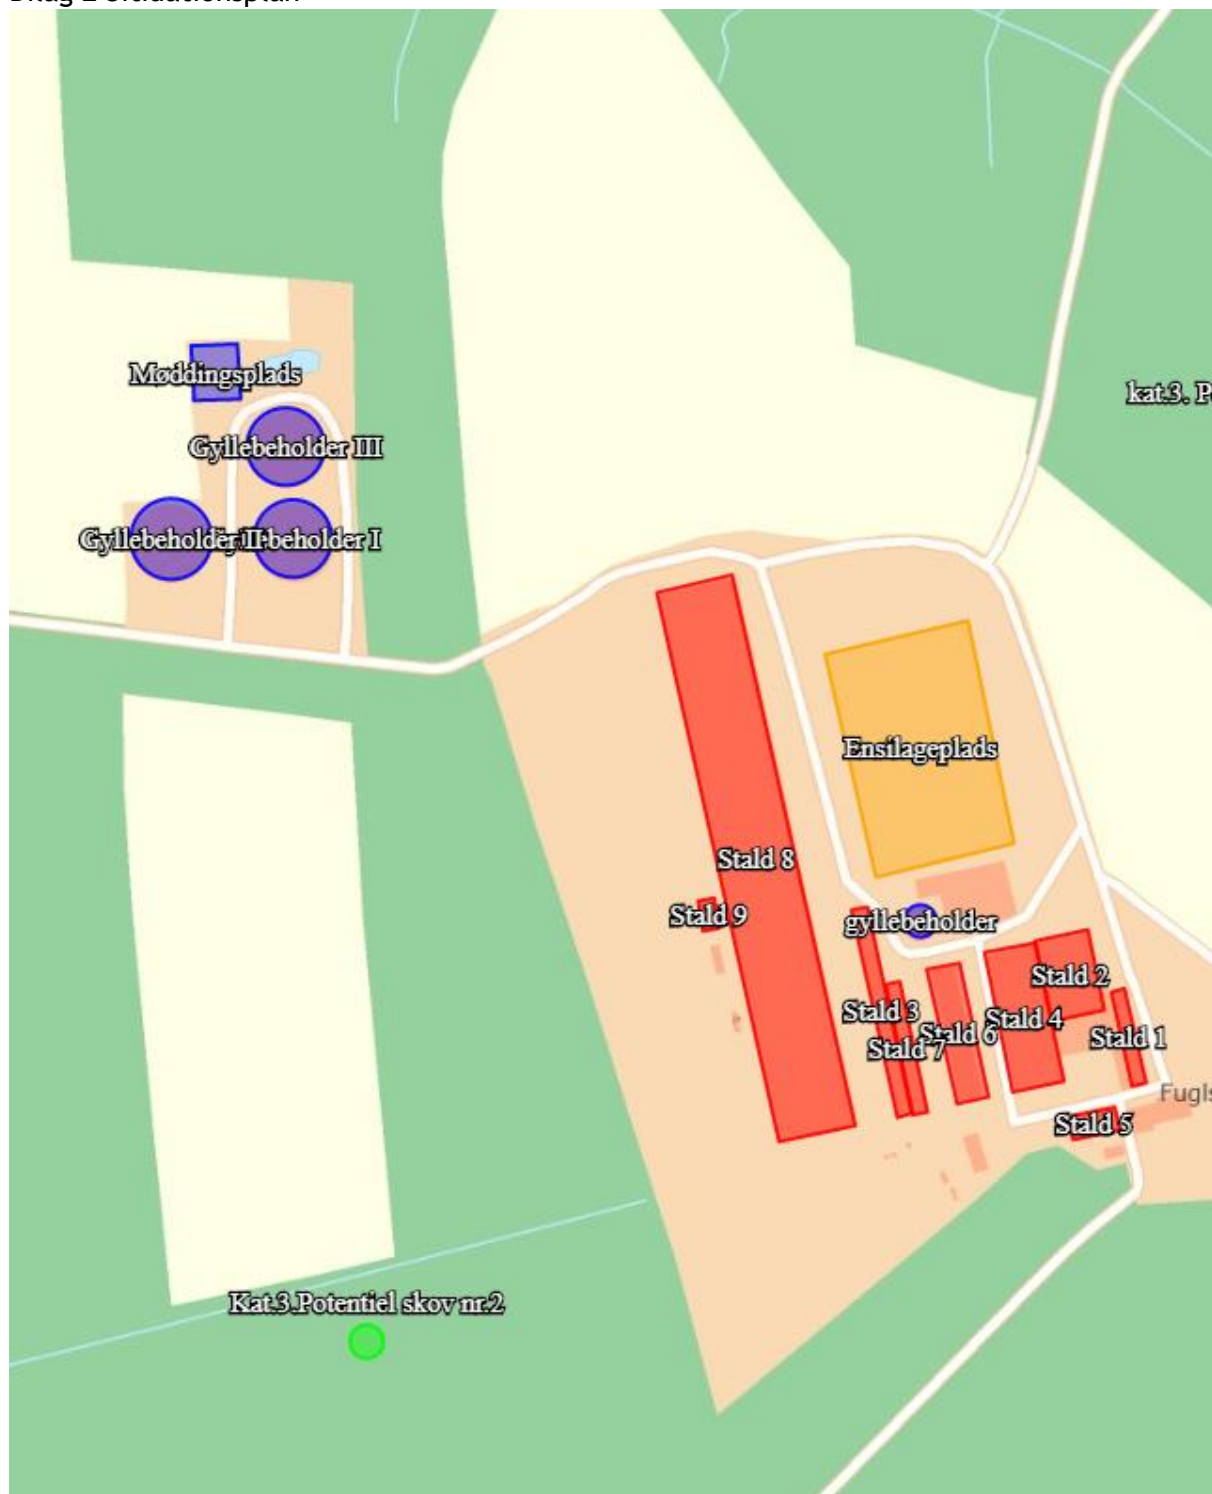 Møddingsplads
kat.3. P
Gyllebeholder III
Gyllebeholder II
beholder I
Ensilageplads
Stald 8
Stald 9
gyllebeholder
Stald 2
Stald 3
Stald 4
Stald 6
Stald 1
Stald 7
Fugls
Stald 5
Kat.3.Potentiel skov nr.2